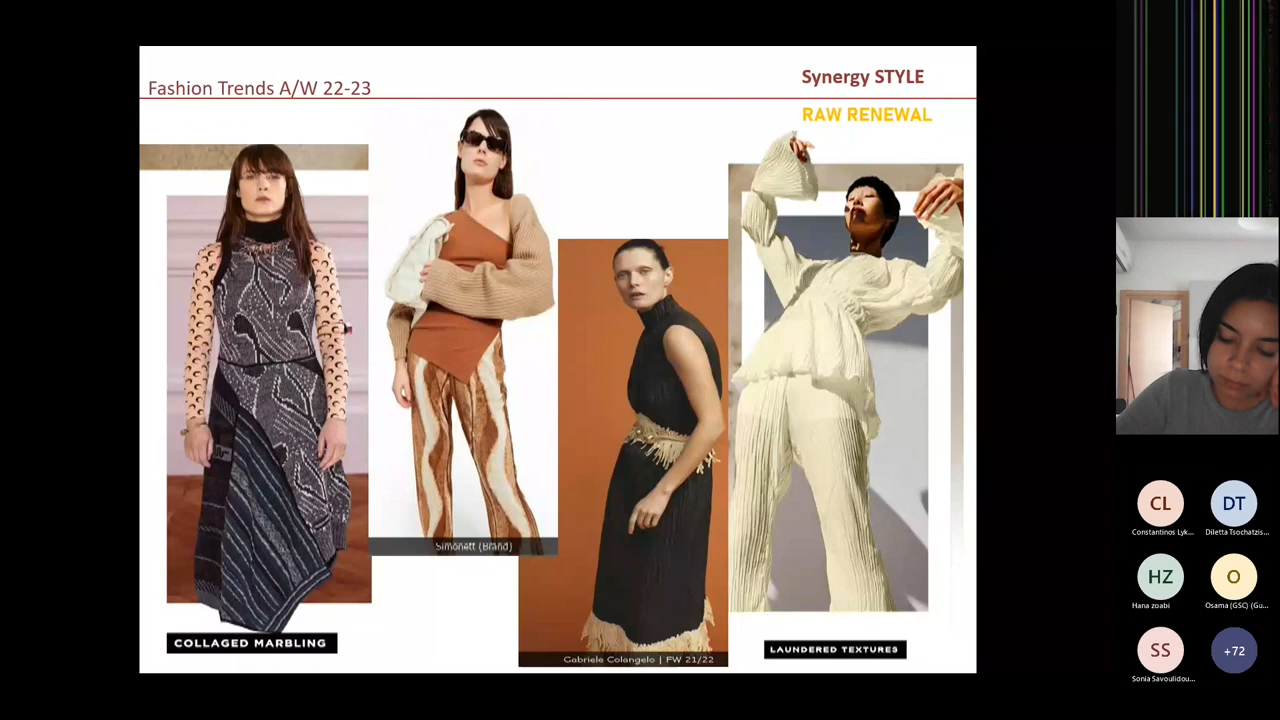 Fashion Trends A/W 22-23
Synergy STYLE
RAW RENEWAL
Simonett (Brand)
COLLAGED MARBLING
Gabriele Colangelo | FW 21/22
LAUNDERED TEXTURES
CL
Constantinos Lyk...
DT
Diletta Tsochatzis...
HZ
Hana zoabi
O
Osama (GSC) (Gu...
SS
Sonia Savoulidou...
+72